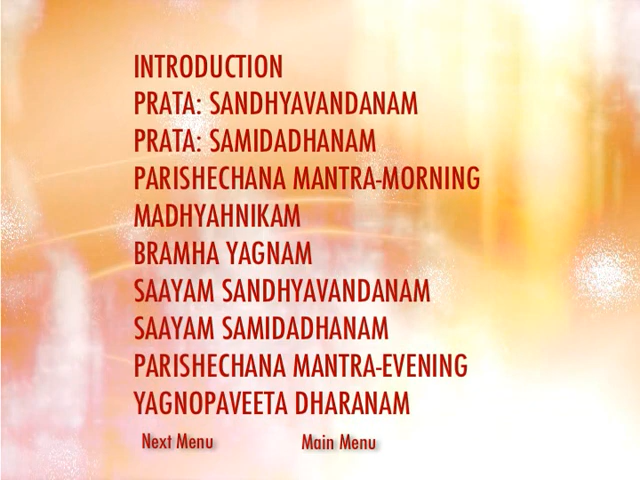 INTRODUCTION
PRATA: SANDHYAVANDANAM
PRATA: SAMIDADHANAM
PARISHECHANA MANTRA-MORNING
MADHYAHNIKAM
BRAMHA YAGNAM
SAAYAM SANDHYAVANDANAM
SAAYAM SAMIDADHANAM
PARISHECHANA MANTRA-EVENING
YAGNOPAVEETA DHARANAM
Next Menu Main Menu